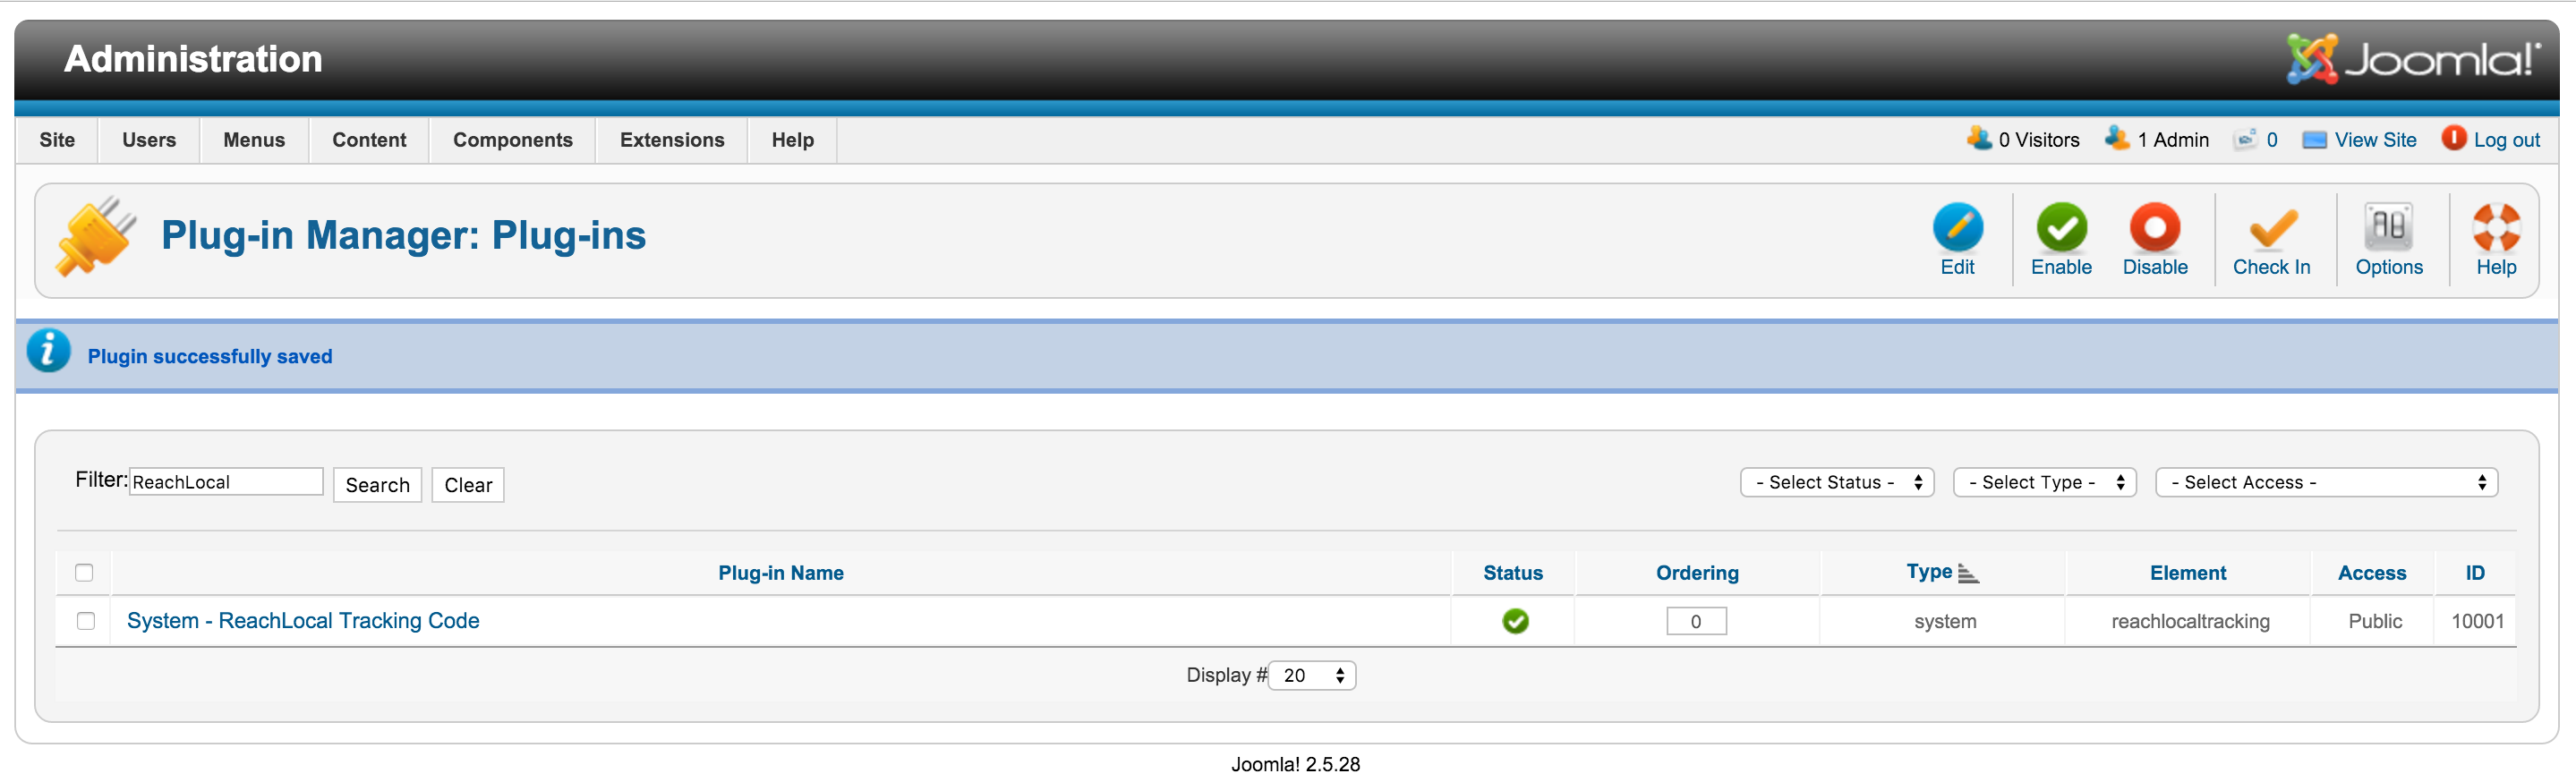 Administration
Joomla!
Site Users Menus Content Components Extensions Help 0 Visitors 1 Admin 0 View Site Log out
Plug-in Manager: Plug-ins
Edit Enable Disable Check In Options Help
Plugin successfully saved
Filter: ReachLocal Search Clear - Select Status - - Select Type - - Select Access -
Plug-in Name Status Ordering Type Element Access ID
System - ReachLocal Tracking Code 0 system reachlocaltracking Public 10001
Display # 20
Joomla! 2.5.28